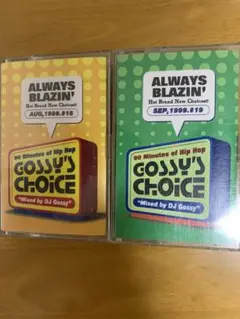 ALWAYS
BLAZIN'
Hot Brand New Choices!!
AUG, 1999.#18
90 Minutes of Hip Hop
GOSSY'S
CHOICE
"Mixed by DJ Gossy"
ALWAYS
BLAZIN'
Hot Brand New Choices!!
SEP, 1999.#19
90 Minutes of Hip Hop
GOSSY'S
CHOICE
"Mixed by DJ Gossy"